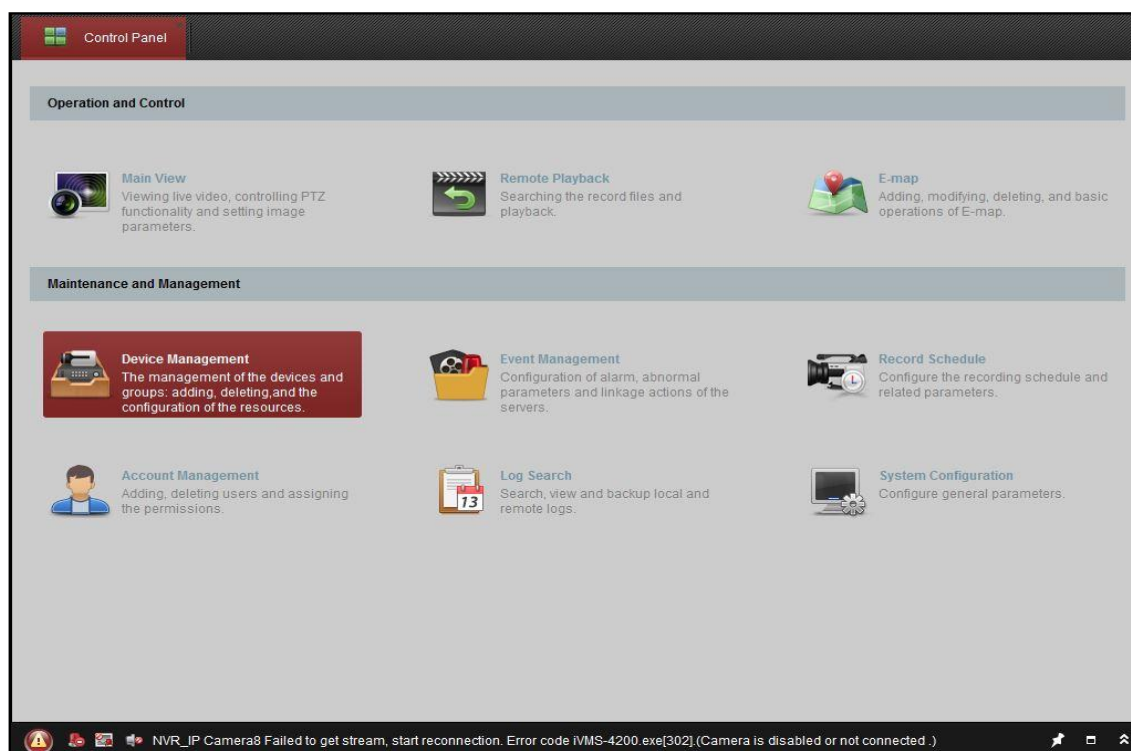 Control Panel
Operation and Control
Main View
Viewing live video, controlling PTZ
functionality and setting image
parameters.
Remote Playback
Searching the record files and
playback.
E-map
Adding, modifying, deleting, and basic
operations of E-map.
Maintenance and Management
Device Management
The management of the devices and
groups: adding, deleting,and the
configuration of the resources.
Event Management
Configuration of alarm, abnormal
parameters and linkage actions of the
servers.
Record Schedule
Configure the recording schedule and
related parameters.
Account Management
Adding, deleting users and assigning
the permissions.
13
Log Search
Search, view and backup local and
remote logs.
System Configuration
Configure general parameters.
NVR_IP Camera8 Failed to get stream, start reconnection. Error code iVMS-4200.exe[302].(Camera is disabled or not connected .)